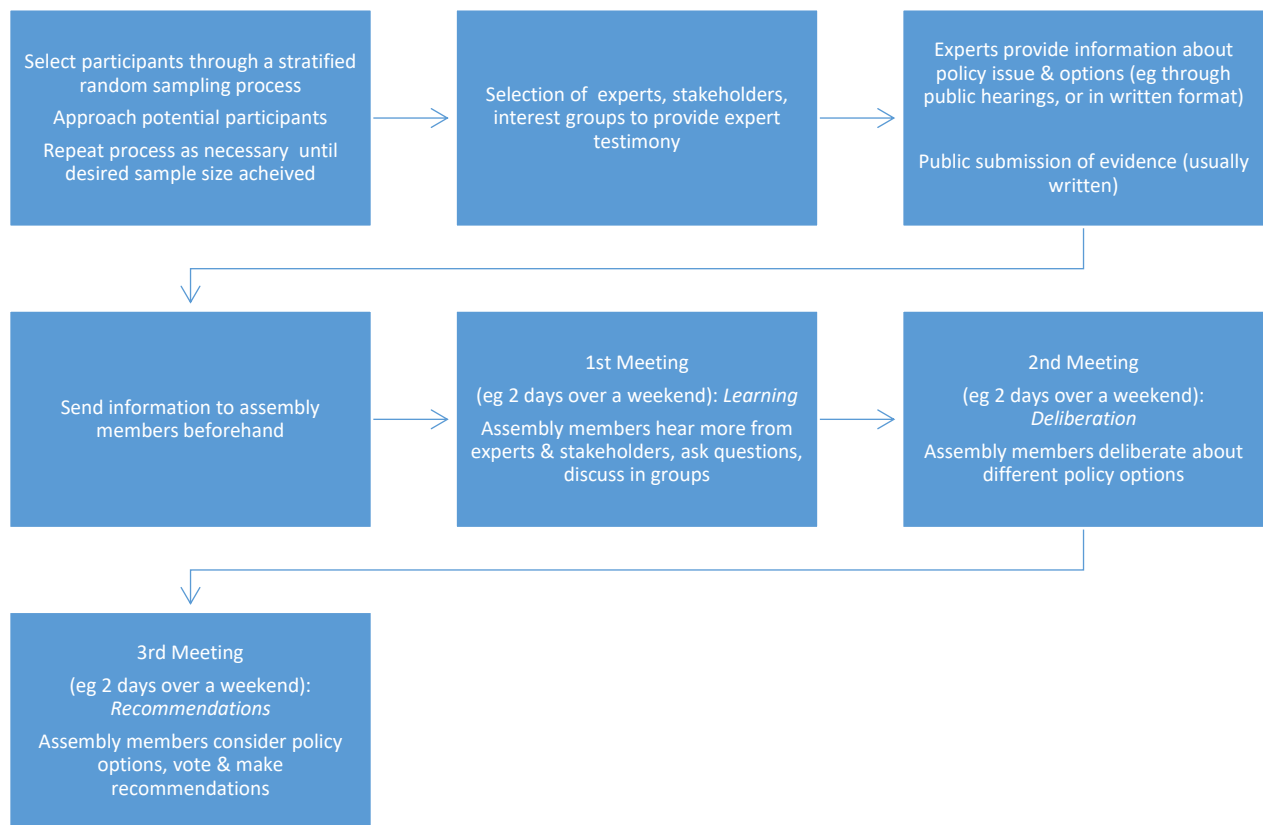 Select participants through a stratified
random sampling process
Approach potential participants
Repeat process as necessary until
desired sample size acheived
Selection of experts, stakeholders,
interest groups to provide expert
testimony
Experts provide information about
policy issue & options (eg through
public hearings, or in written format)
Public submission of evidence (usually
written)
Send information to assembly
members beforehand
1st Meeting
(eg 2 days over a weekend): Learning
Assembly members hear more from
experts & stakeholders, ask questions,
discuss in groups
2nd Meeting
(eg 2 days over a weekend):
Deliberation
Assembly members deliberate about
different policy options
3rd Meeting
(eg 2 days over a weekend):
Recommendations
Assembly members consider policy
options, vote & make
recommendations